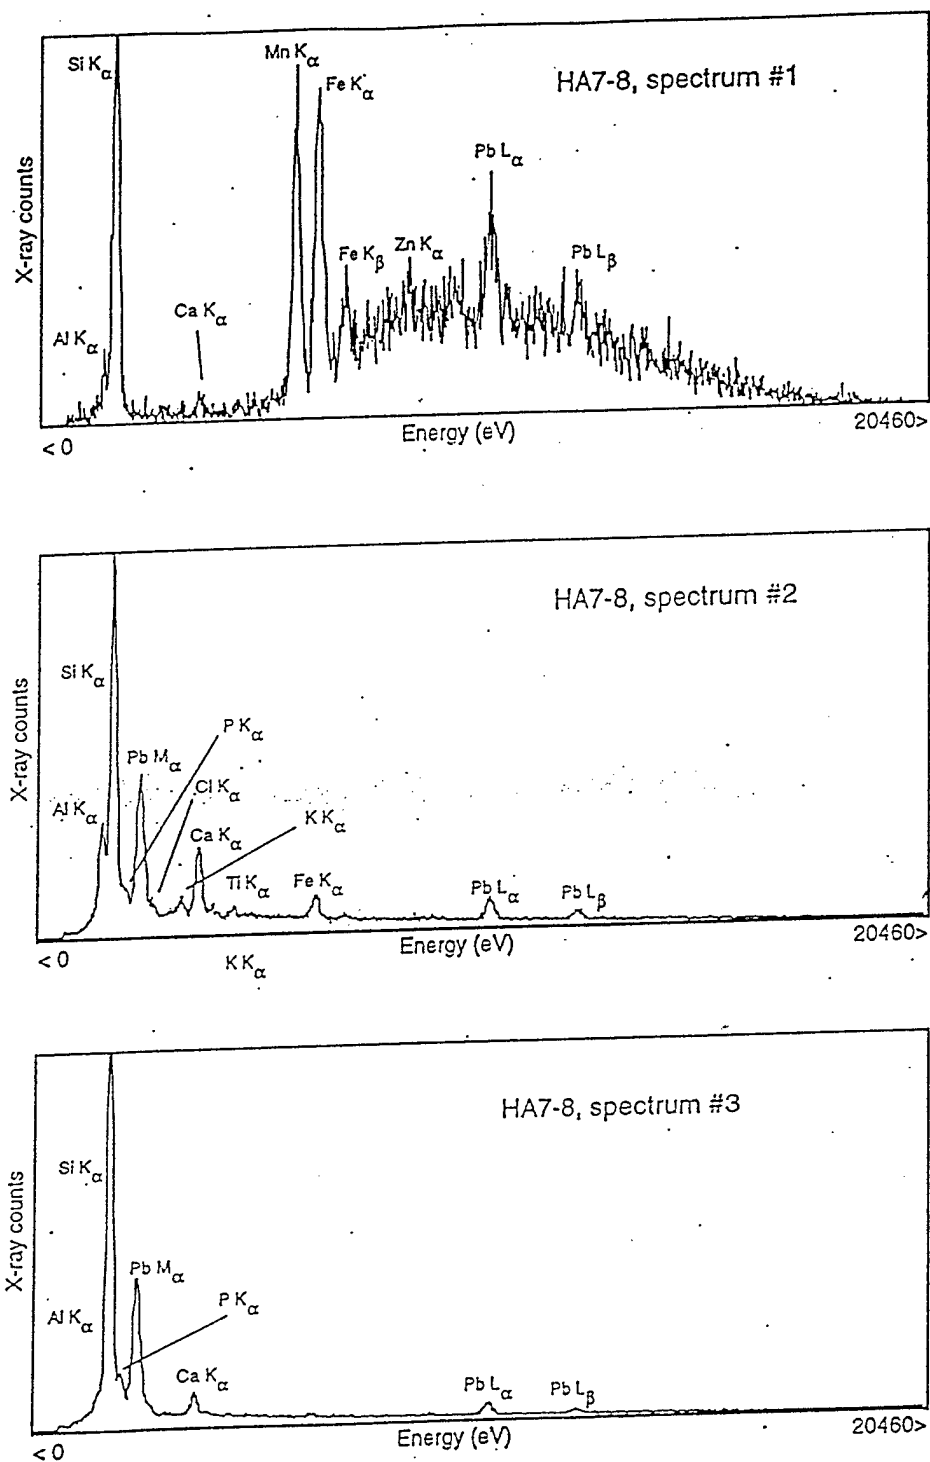 Mn Kα
Si Kα
Fe Kα
HA7-8, spectrum #1
Pb Lα
Fe Kβ
Zn Kα
Pb Lβ
Ca Kα
Al Kα
X-ray counts
< 0
Energy (eV)
20460>
HA7-8, spectrum #2
Si Kα
P Kα
Pb Mα
Cl Kα
Al Kα
K Kα
Ca Kα
Ti Kα
Fe Kα
Pb Lα
Pb Lβ
X-ray counts
< 0
Energy (eV)
20460>
K Kα
HA7-8, spectrum #3
Si Kα
Pb Mα
P Kα
Al Kα
Ca Kα
Pb Lα
Pb Lβ
X-ray counts
< 0
Energy (eV)
20460>